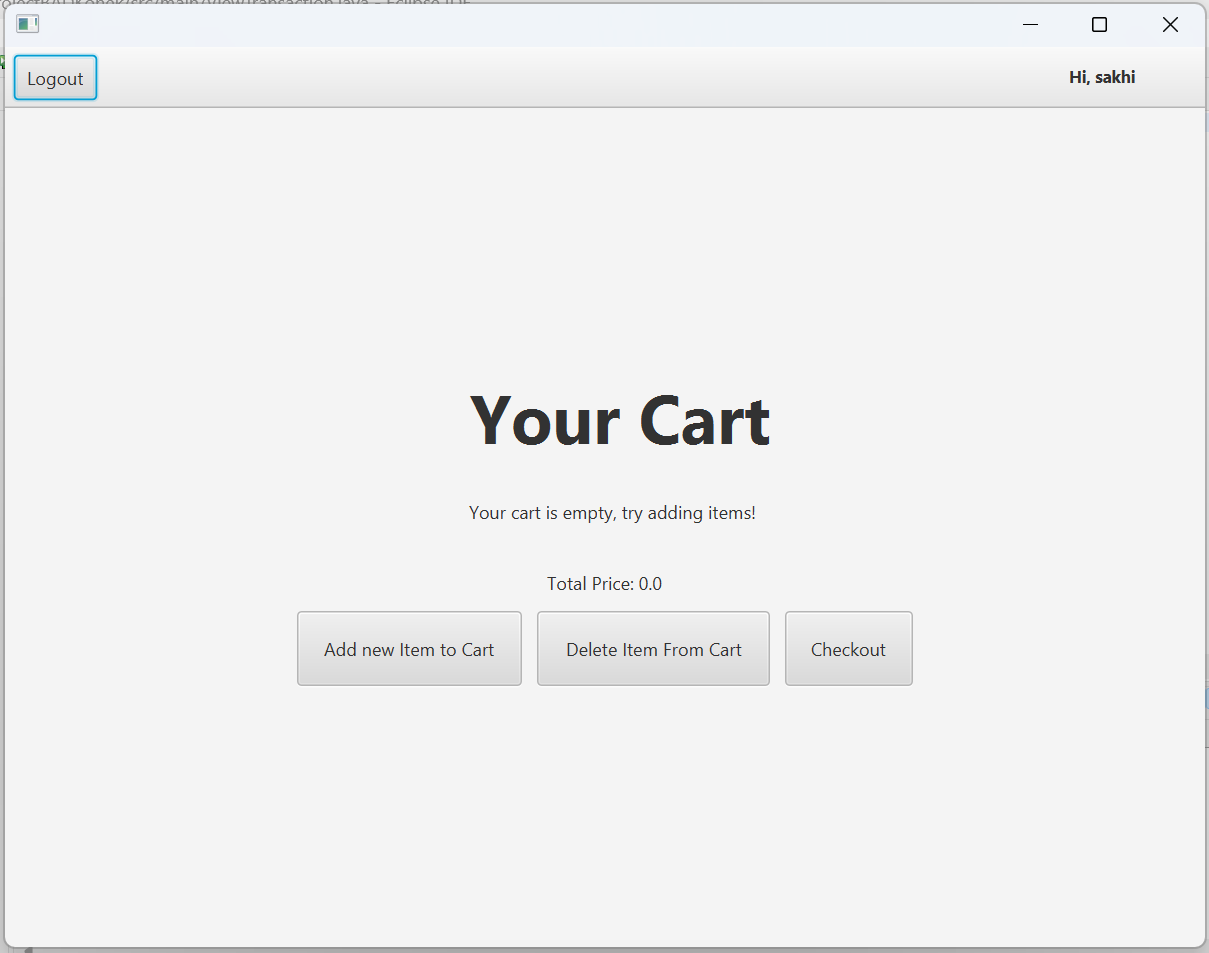 Logout
Hi, sakhi
Your Cart
Your cart is empty, try adding items!
Total Price: 0.0
Add new Item to Cart
Delete Item From Cart
Checkout